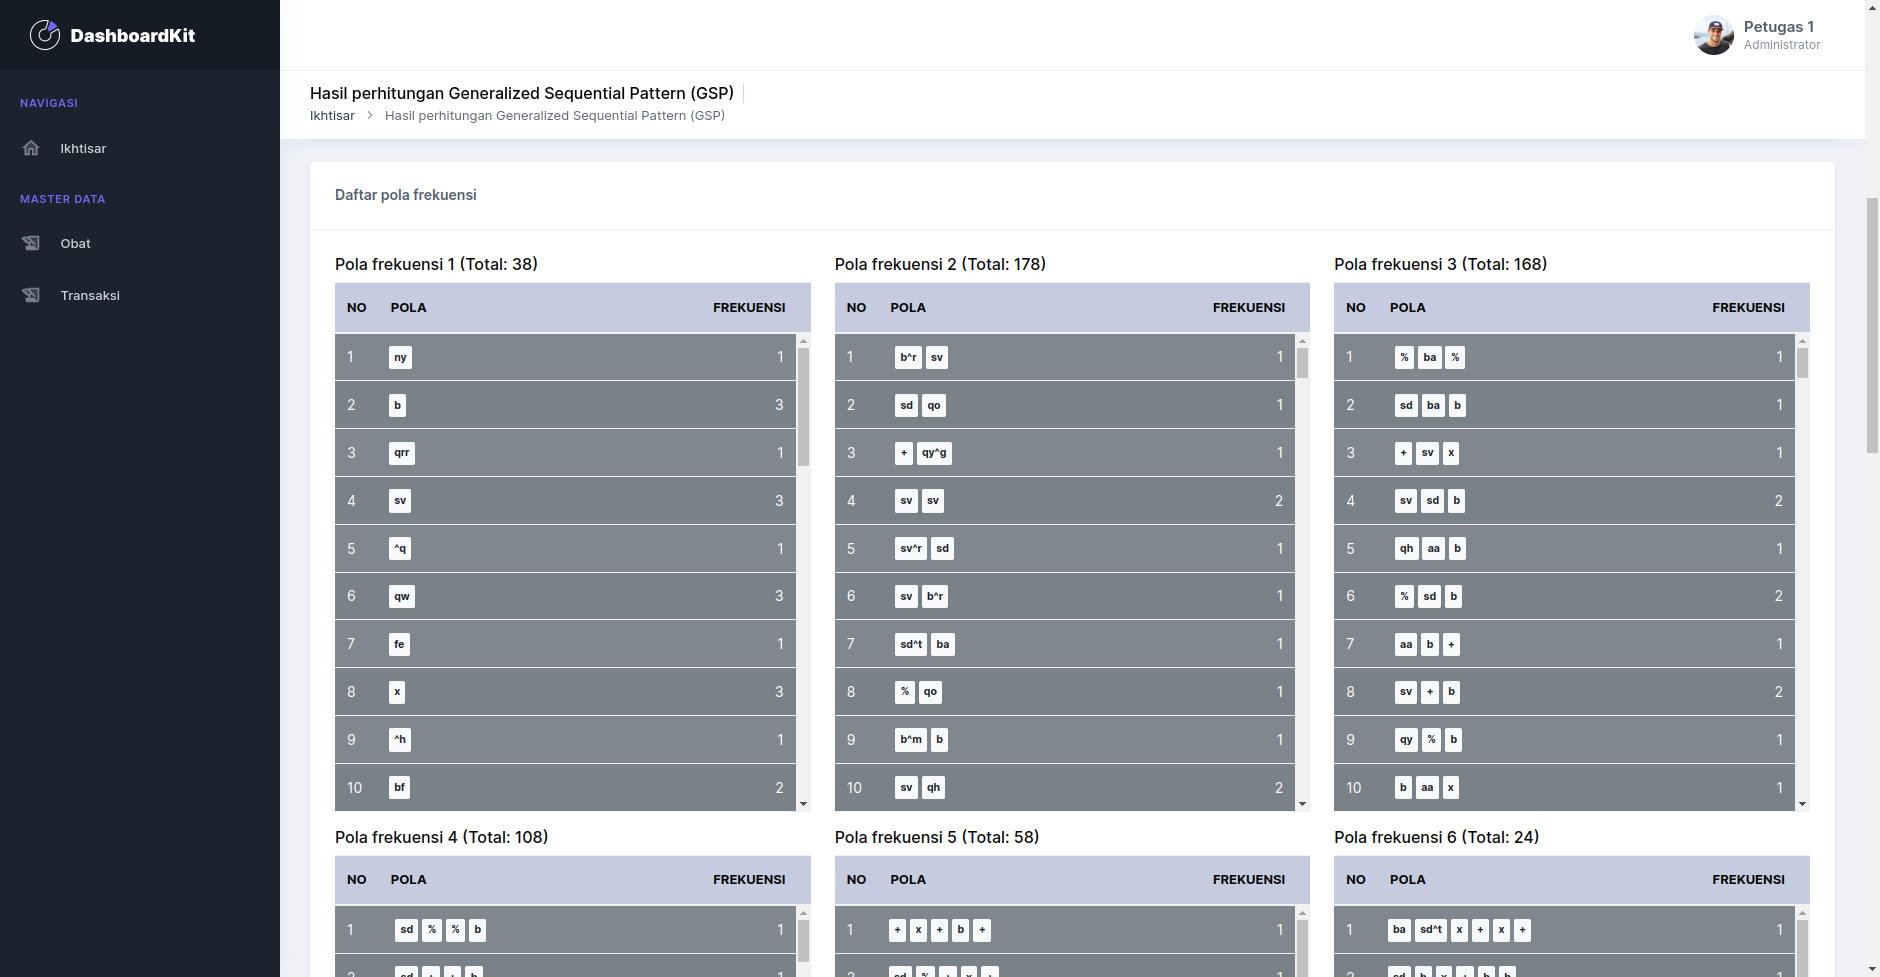 DashboardKit
NAVIGASI
Ikhtisar
MASTER DATA
Obat
Transaksi
Petugas 1
Administrator
Hasil perhitungan Generalized Sequential Pattern (GSP)
Ikhtisar > Hasil perhitungan Generalized Sequential Pattern (GSP)
Daftar pola frekuensi
Pola frekuensi 1 (Total: 38)
NO POLA FREKUENSI
1 ny 1
2 b 3
3 qrr 1
4 sv 3
5 ^q 1
6 qw 3
7 fe 1
8 x 3
9 ^h 1
10 bf 2
Pola frekuensi 2 (Total: 178)
NO POLA FREKUENSI
1 b^r sv 1
2 sd qo 1
3 + qy^g 1
4 sv sv 2
5 sv^r sd 1
6 sv b^r 1
7 sd^t ba 1
8 % qo 1
9 b^m b 1
10 sv qh 2
Pola frekuensi 3 (Total: 168)
NO POLA FREKUENSI
1 % ba % 1
2 sd ba b 1
3 + sv x 1
4 sv sd b 2
5 qh aa b 1
6 % sd b 2
7 aa b + 1
8 sv + b 2
9 qy % b 1
10 b aa x 1
Pola frekuensi 4 (Total: 108)
NO POLA FREKUENSI
1 sd % % b 1
Pola frekuensi 5 (Total: 58)
NO POLA FREKUENSI
1 + x + b + 1
Pola frekuensi 6 (Total: 24)
NO POLA FREKUENSI
1 ba sd^t x + x + 1